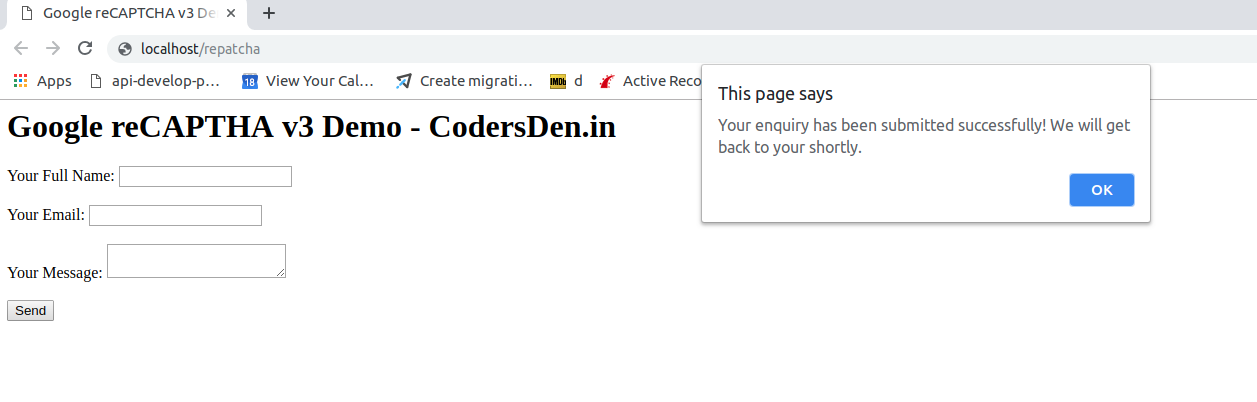 Google reCAPTCHA v3 De
localhost/repatcha
Apps api-develop-p... 18 View Your Cal... Create migrati... IMDb d Active Reco
This page says
Your enquiry has been submitted successfully! We will get
back to your shortly.
OK
Google reCAPTHA v3 Demo - CodersDen.in
Your Full Name:
Your Email:
Your Message:
Send